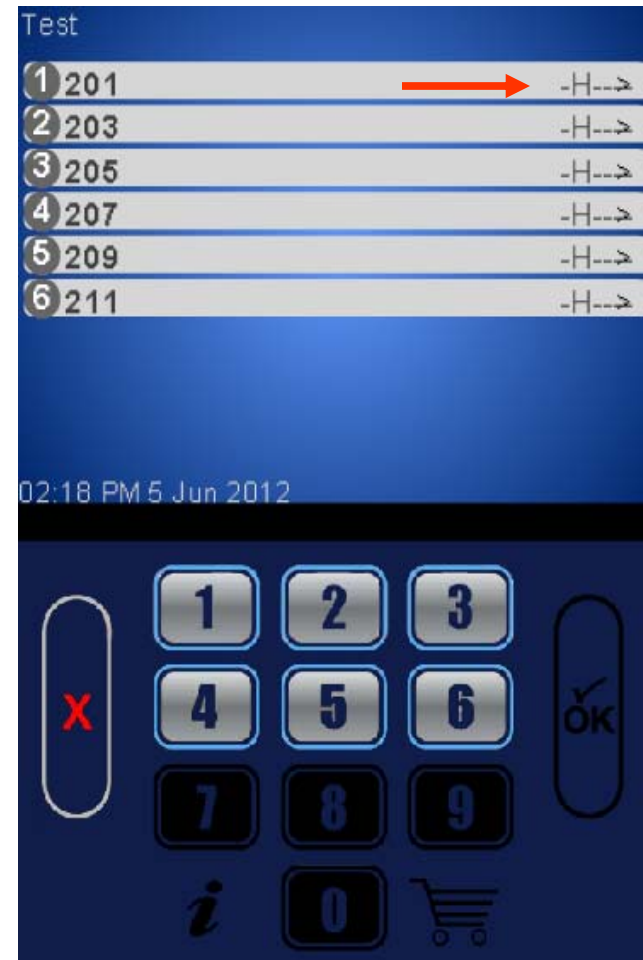 Test
1 201 -H-->
2 203 -H-->
3 205 -H-->
4 207 -H-->
5 209 -H-->
6 211 -H-->
02:18 PM 5 Jun 2012
1 2 3
X 4 5 6 OK
7 8 9
i 0